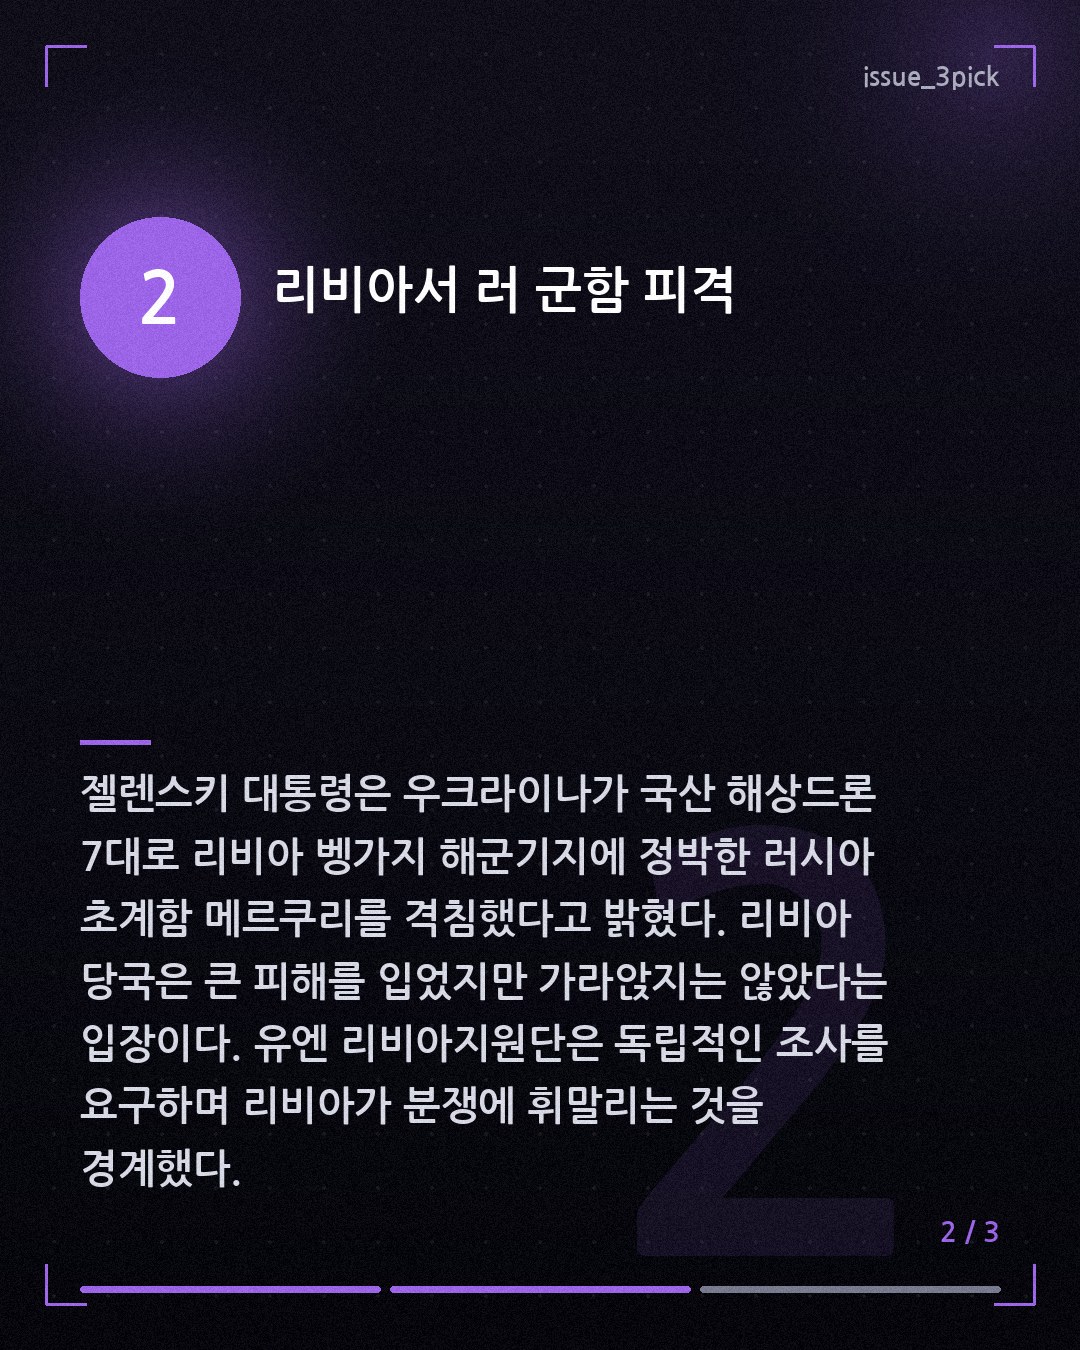 issue_3pick
2
리비아서 러 군함 피격
젤렌스키 대통령은 우크라이나가 국산 해상드론
7대로 리비아 벵가지 해군기지에 정박한 러시아
초계함 메르쿠리를 격침했다고 밝혔다. 리비아
당국은 큰 피해를 입었지만 가라앉지는 않았다는
입장이다. 유엔 리비아지원단은 독립적인 조사를
요구하며 리비아가 분쟁에 휘말리는 것을
경계했다.
2
2 / 3